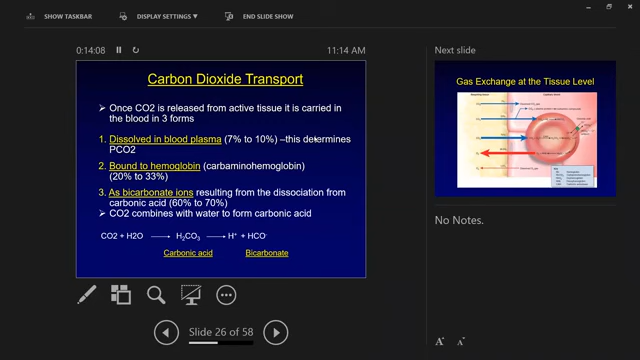 SHOW TASKBAR
DISPLAY SETTINGS
END SLIDE SHOW
0:14:08
11:14 AM
Carbon Dioxide Transport
Once CO2 is released from active tissue it is carried in
the blood in 3 forms
1. Dissolved in blood plasma (7% to 10%) –this determines
PCO2
2. Bound to hemoglobin (carbaminohemoglobin)
(20% to 33%)
3. As bicarbonate ions resulting from the dissociation from
carbonic acid (60% to 70%)
CO2 combines with water to form carbonic acid
CO2 + H2O → H2CO3 → H+ + HCO-
Carbonic acid
Bicarbonate
Slide 26 of 58
Next slide
Gas Exchange at the Tissue Level
No Notes.
A A